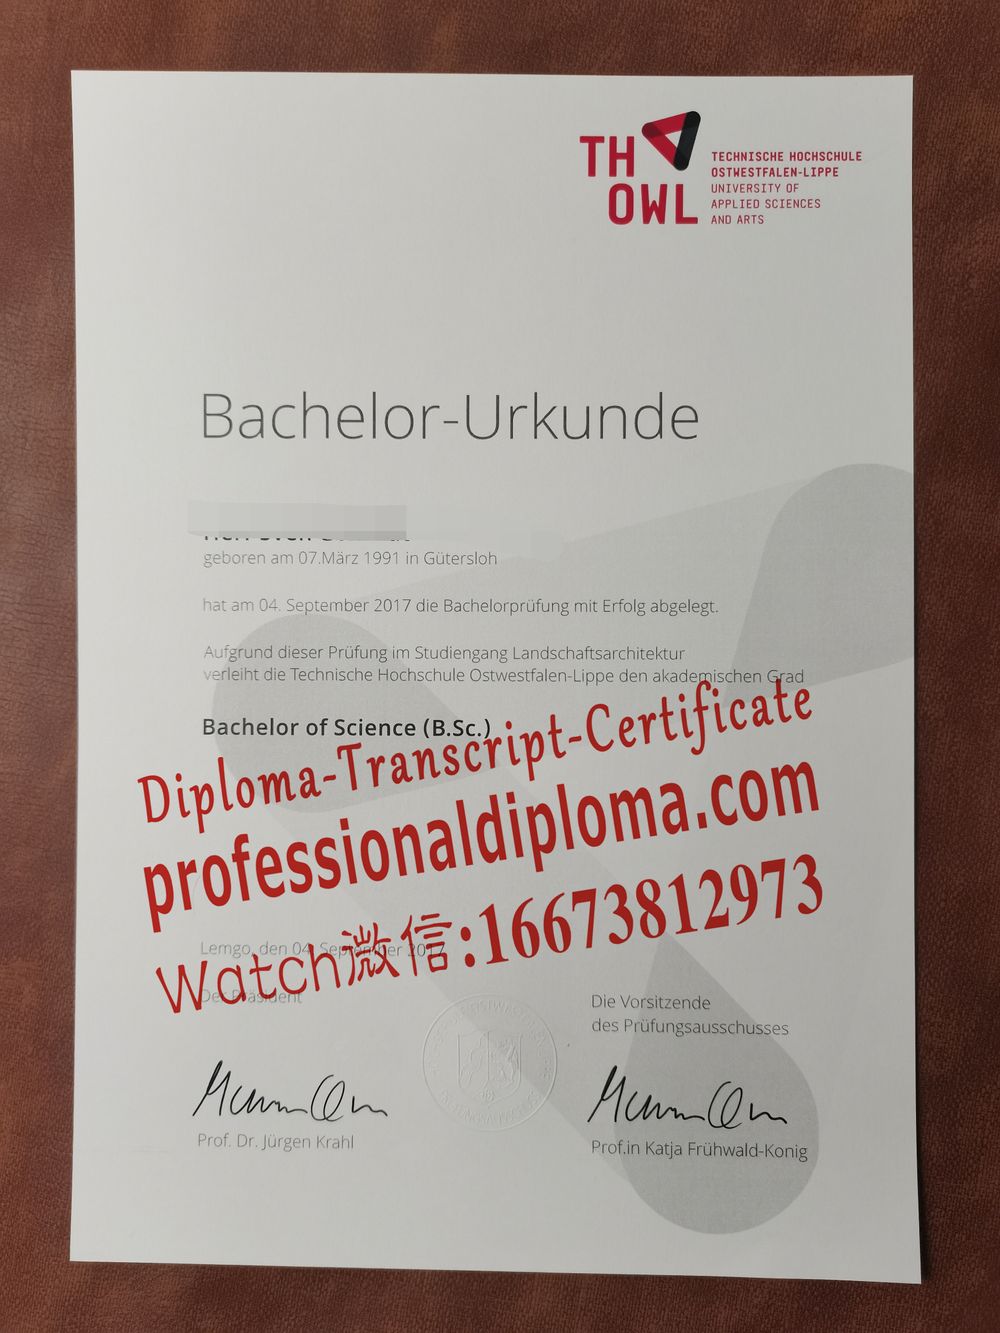 TH
OWL
TECHNISCHE HOCHSCHULE
OSTWESTFALEN-LIPPE
UNIVERSITY OF
APPLIED SCIENCES
AND ARTS
Bachelor-Urkunde
geboren am 07.März 1991 in Gütersloh
hat am 04. September 2017 die Bachelorprüfung mit Erfolg abgelegt.
Aufgrund dieser Prüfung im Studiengang Landschaftsarchitektur
verleiht die Technische Hochschule Ostwestfalen-Lippe den akademischen Grad
Bachelor of Science (B.Sc.)
Diploma-Transcript-Certificate
professionaldiploma.com
Watch微信:16673812973
Lemgo, den 04. September 2017
Der Präsident
Die Vorsitzende
des Prüfungsausschusses
Prof. Dr. Jürgen Krahl
Prof.in Katja Frühwald-Konig